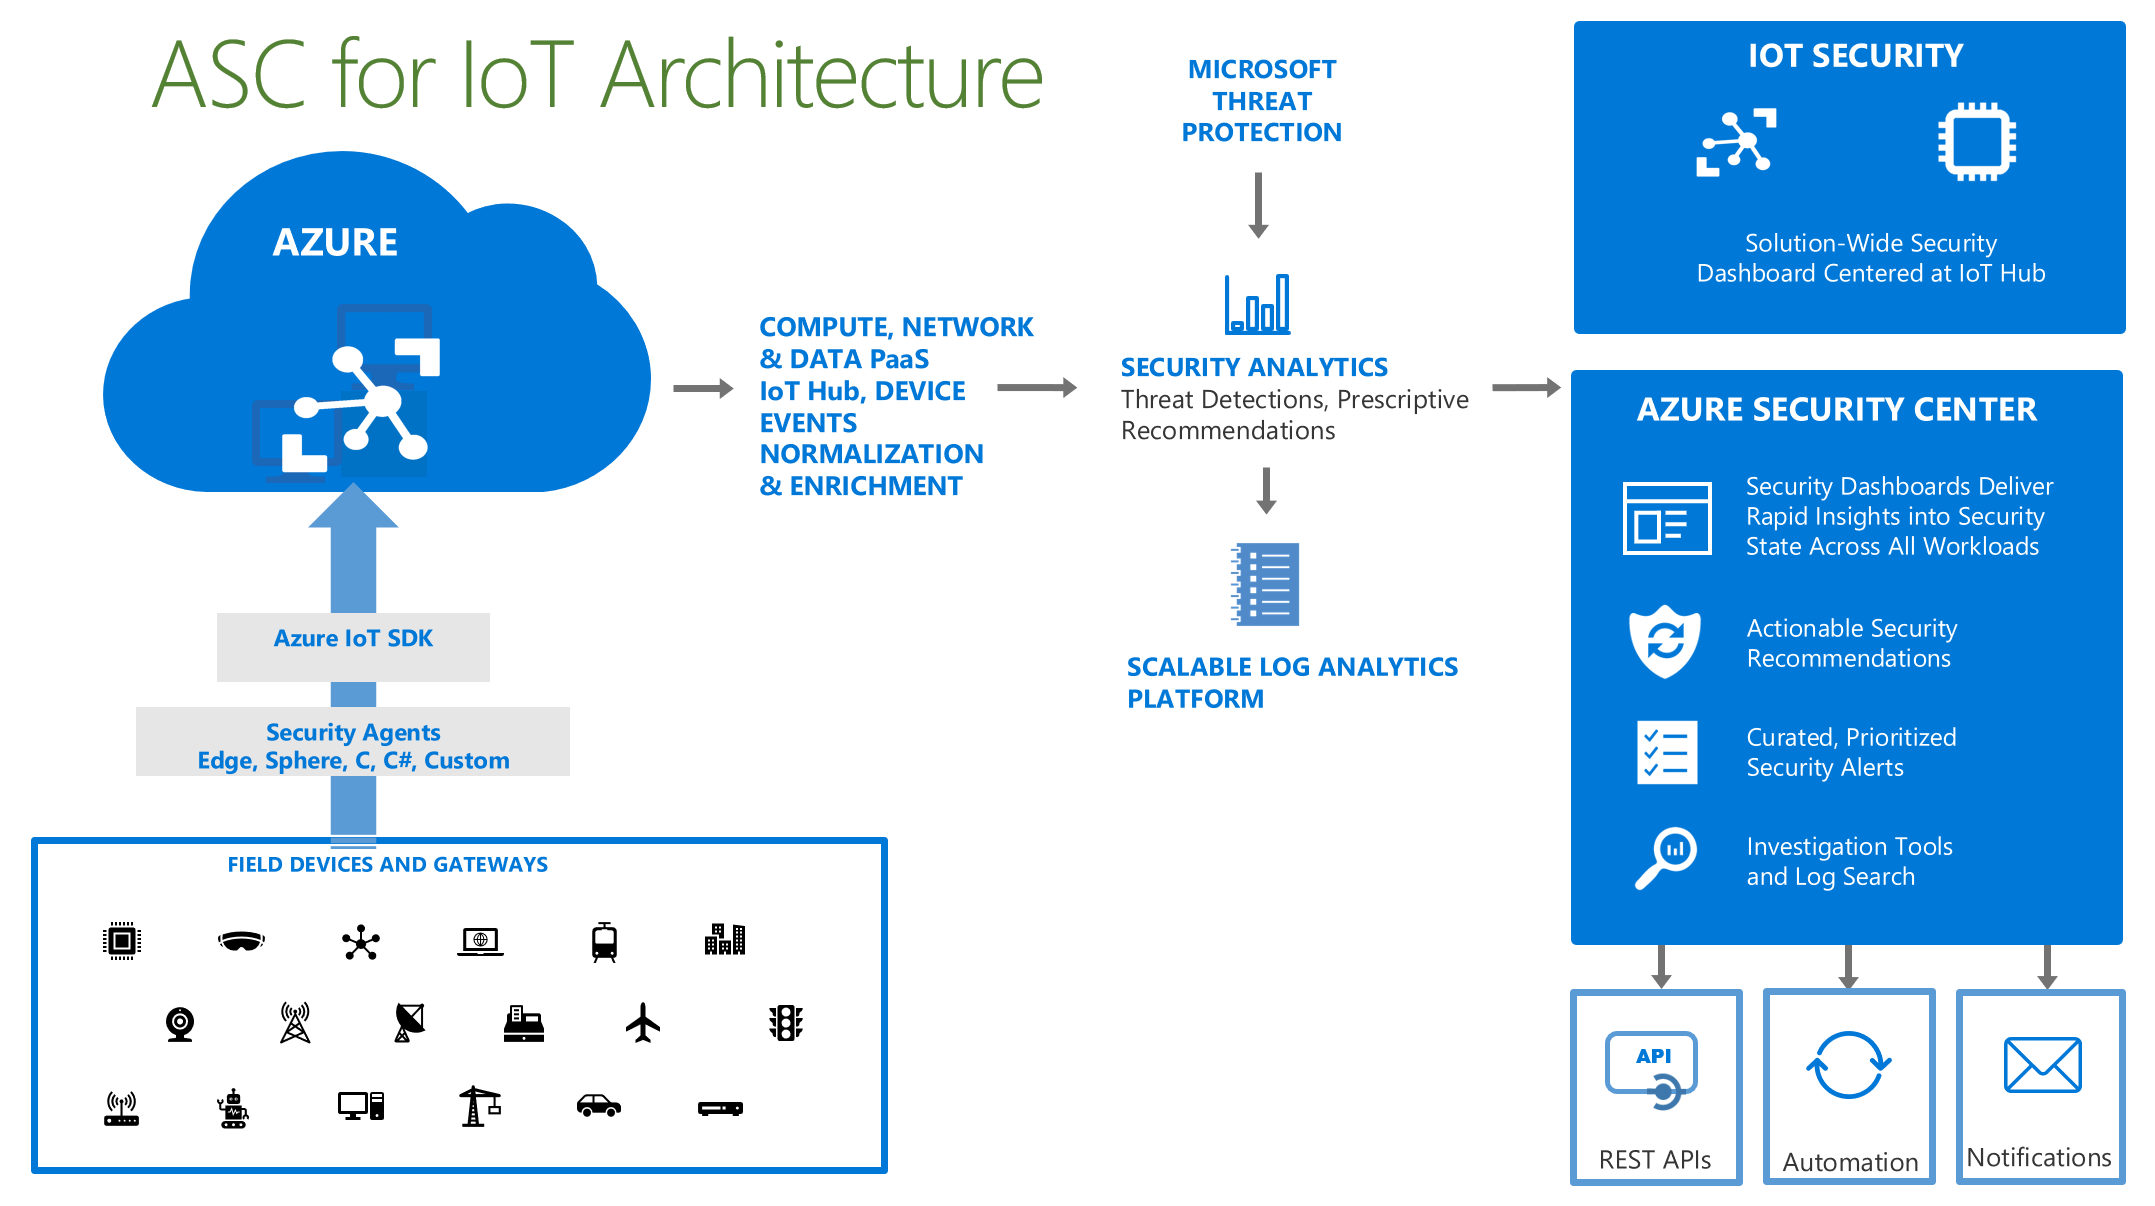 ASC for IoT Architecture
AZURE
Azure IoT SDK
Security Agents
Edge, Sphere, C, C#, Custom
FIELD DEVICES AND GATEWAYS
COMPUTE, NETWORK
& DATA PaaS
IoT Hub, DEVICE
EVENTS
NORMALIZATION
& ENRICHMENT
MICROSOFT
THREAT
PROTECTION
SECURITY ANALYTICS
Threat Detections, Prescriptive
Recommendations
SCALABLE LOG ANALYTICS
PLATFORM
IOT SECURITY
Solution-Wide Security
Dashboard Centered at IoT Hub
AZURE SECURITY CENTER
Security Dashboards Deliver
Rapid Insights into Security
State Across All Workloads
Actionable Security
Recommendations
Curated, Prioritized
Security Alerts
Investigation Tools
and Log Search
API
REST APIs
Automation
Notifications